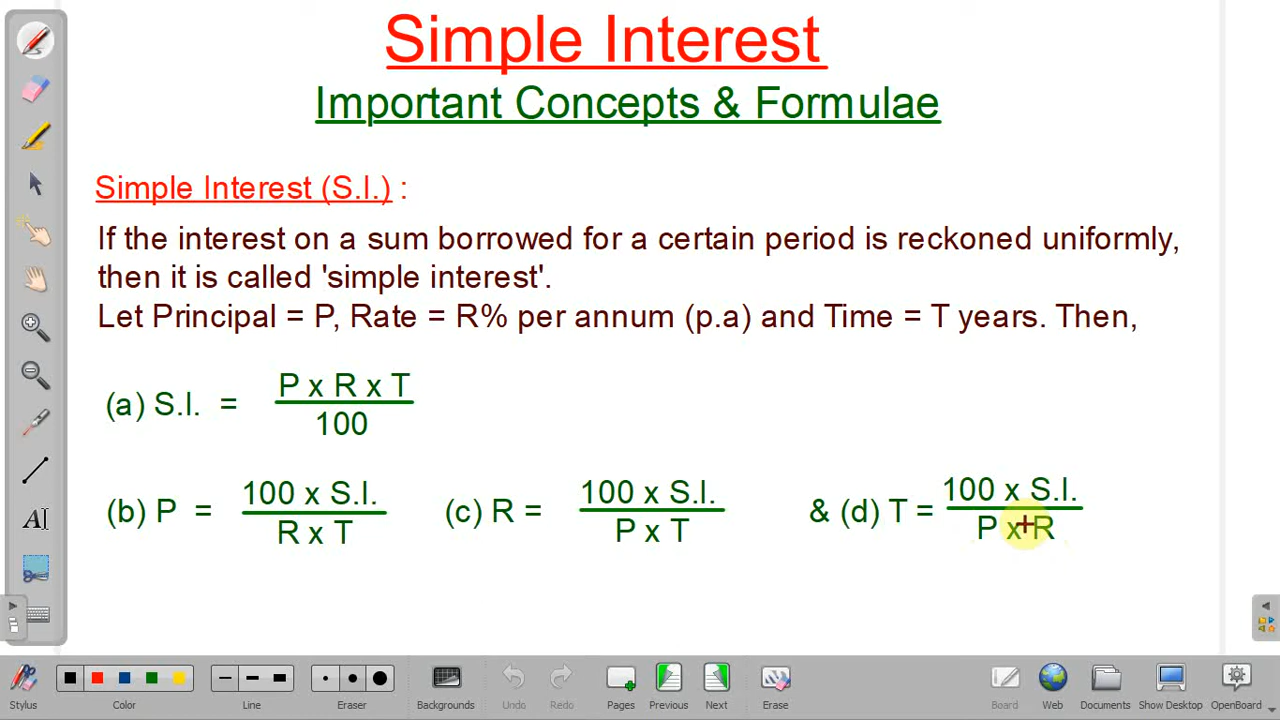 Simple Interest
Important Concepts & Formulae
Simple Interest (S.I.) :
If the interest on a sum borrowed for a certain period is reckoned uniformly,
then it is called 'simple interest'.
Let Principal = P, Rate = R% per annum (p.a) and Time = T years. Then,
P x R x T
(a) S.I. =
100
100 x S.I. 100 x S.I. 100 x S.I.
(b) P = (c) R = & (d) T =
R x T P x T P x R
AI
Stylus Color Line Eraser Backgrounds Undo Redo Pages Previous Next Erase Board Web Documents Show Desktop OpenBoard